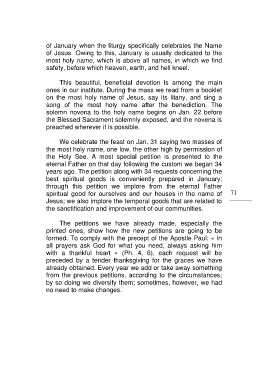 of January when the liturgy specifically celebrates the Name
of Jesus. Owing to this, January is usually dedicated to the
most holy name, which is above all names, in which we find
safety, before which heaven, earth, and hell kneel.
This beautiful, beneficial devotion is among the main
ones in our institute. During the mass we read from a booklet
on the most holy name of Jesus, say its litany, and sing a
song of the most holy name after the benediction. The
solemn novena to the holy name begins on Jan. 22 before
the Blessed Sacrament solemnly exposed, and the novena is
preached wherever it is possible.
We celebrate the feast on Jan. 31 saying two masses of
the most holy name, one low, the other high by permission of
the Holy See. A most special petition is presented to the
eternal Father on that day following the custom we began 34
years ago. The petition along with 34 requests concerning the
best spiritual goods is conveniently prepared in January;
through this petition we implore from the eternal Father
spiritual good for ourselves and our houses in the name of
Jesus; we also implore the temporal goods that are related to
the sanctification and improvement of our communities.
71
The petitions we have already made, especially the
printed ones, show how the new petitions are going to be
formed. To comply with the precept of the Apostle Paul: « In
all prayers ask God for what you need, always asking him
with a thankful heart » (Ph. 4, 6), each request will be
preceded by a tender thanksgiving for the graces we have
already obtained. Every year we add or take away something
from the previous petitions, according to the circumstances;
by so doing we diversify them; sometimes, however, we had
no need to make changes.